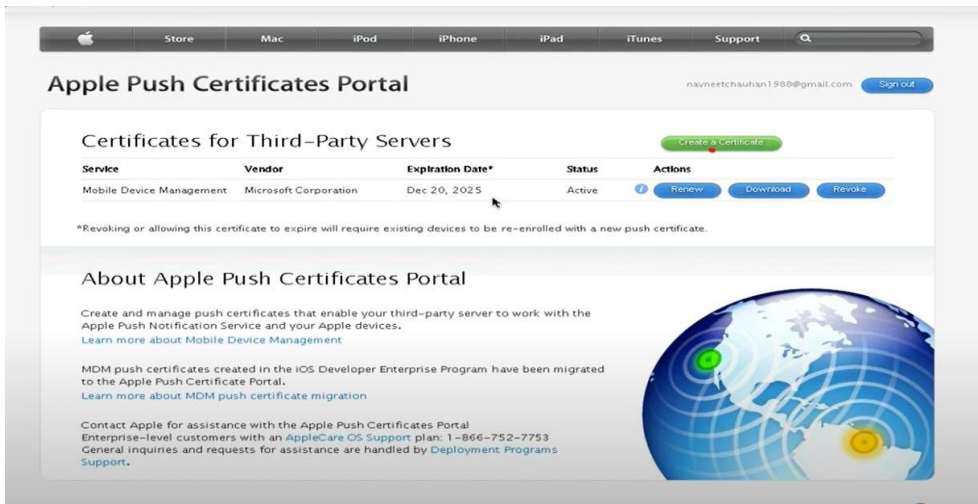 Store Mac iPod iPhone iPad iTunes Support
Apple Push Certificates Portal
navneetchauhan1988@gmail.com Sign out
Certificates for Third-Party Servers
Create a Certificate
Service Vendor Expiration Date* Status Actions
Mobile Device Management Microsoft Corporation Dec 20, 2025 Active i Renew Download Revoke
*Revoking or allowing this certificate to expire will require existing devices to be re-enrolled with a new push certificate.
About Apple Push Certificates Portal
Create and manage push certificates that enable your third-party server to work with the
Apple Push Notification Service and your Apple devices.
Learn more about Mobile Device Management
MDM push certificates created in the iOS Developer Enterprise Program have been migrated
to the Apple Push Certificate Portal.
Learn more about MDM push certificate migration
Contact Apple for assistance with the Apple Push Certificates Portal
Enterprise-level customers with an AppleCare OS Support plan: 1-866-752-7753
General inquiries and requests for assistance are handled by Deployment Programs
Support.